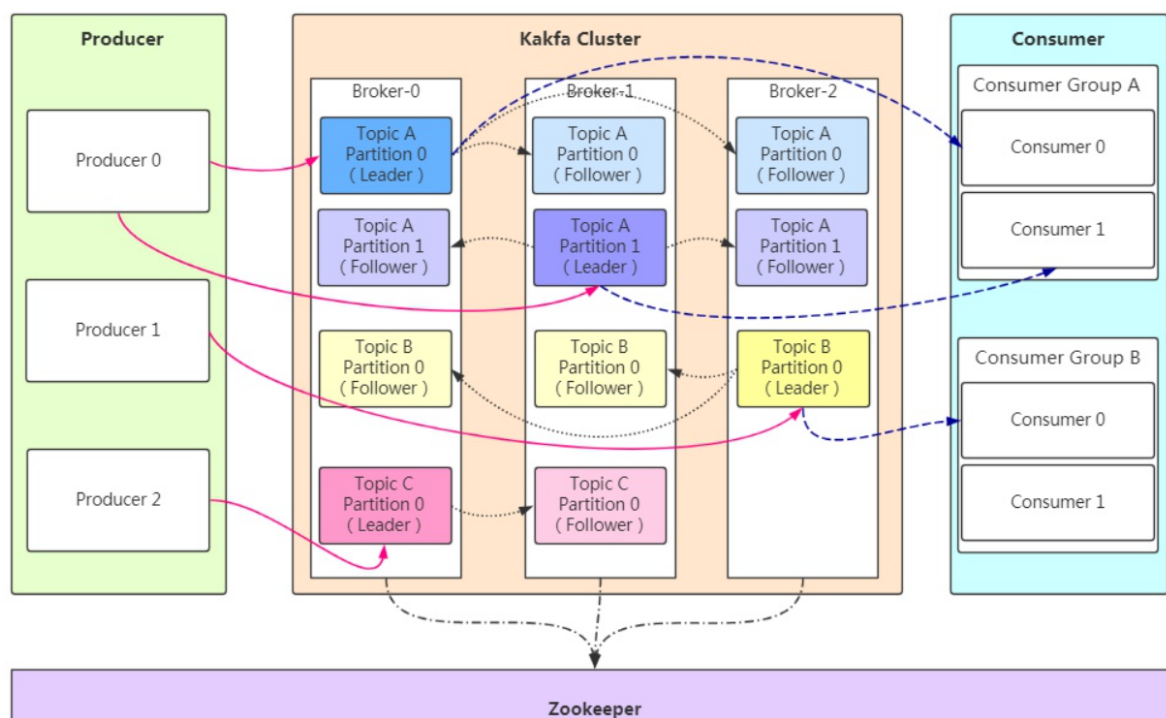 Producer
Kakfa Cluster
Consumer
Producer 0
Producer 1
Producer 2
Broker-0
Topic A
Partition 0
( Leader )
Topic A
Partition 1
( Follower )
Topic B
Partition 0
( Follower )
Topic C
Partition 0
( Leader )
Broker-1
Topic A
Partition 0
( Follower )
Topic A
Partition 1
( Leader )
Topic B
Partition 0
( Follower )
Topic C
Partition 0
( Follower )
Broker-2
Topic A
Partition 0
( Follower )
Topic A
Partition 1
( Follower )
Topic B
Partition 0
( Leader )
Consumer Group A
Consumer 0
Consumer 1
Consumer Group B
Consumer 0
Consumer 1
Zookeeper